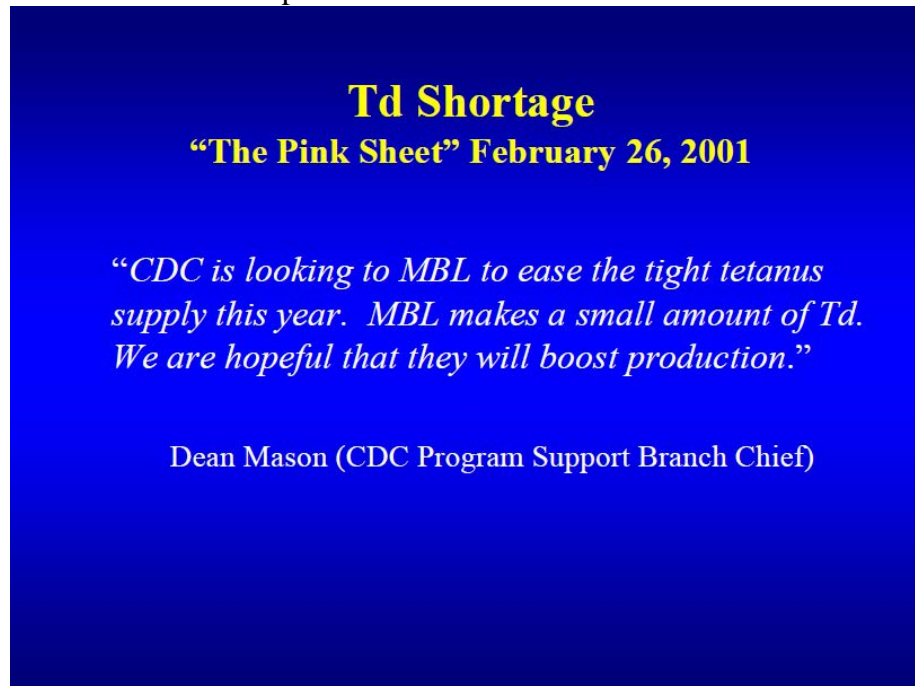 Td Shortage
“The Pink Sheet” February 26, 2001
“CDC is looking to MBL to ease the tight tetanus
supply this year.  MBL makes a small amount of Td.
We are hopeful that they will boost production.”
Dean Mason (CDC Program Support Branch Chief)